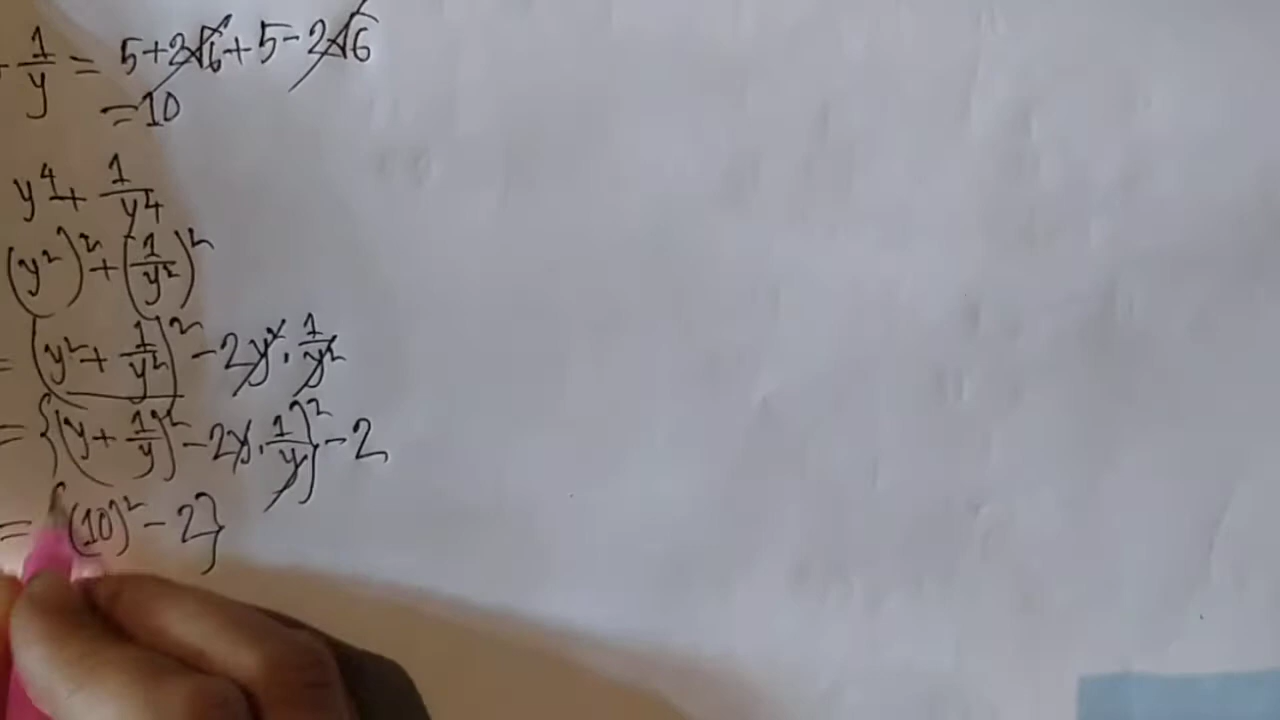 + 1/y = 5+2√6+5-2√6
=10
y⁴+ 1/y⁴
(y²)²+(1/y²)²
= (y²+ 1/y²)²-2y². 1/y²
= {(y+ 1/y)²-2y. 1/y}²-2
= {(10)²-2}